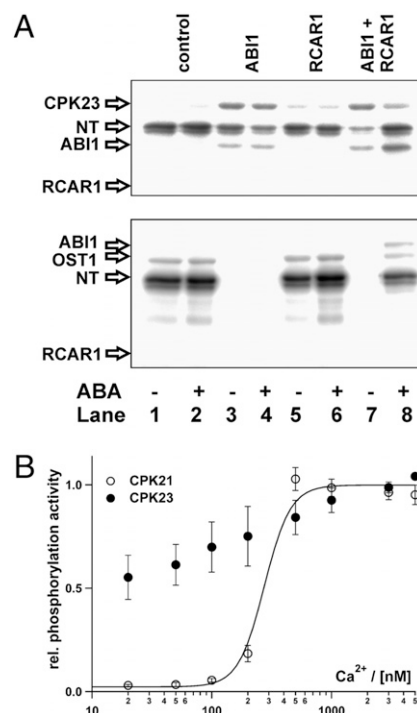 A
control
ABI1
RCAR1
ABI1 +
RCAR1
CPK23
NT
ABI1
RCAR1
ABI1
OST1
NT
RCAR1
ABA - + - + - + - +
Lane 1 2 3 4 5 6 7 8
B
CPK21
CPK23
rel. phosphorylation activity
1.0
0.5
0.0
Ca²⁺ / [nM]
10 2 3 4 5 6 8 100 2 3 4 5 6 8 1000 2 3 4 5